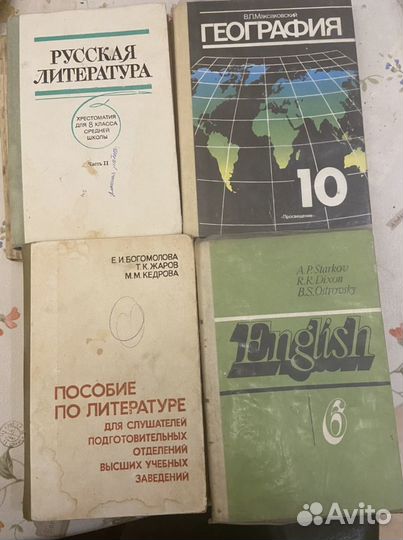 РУССКАЯ
ЛИТЕРАТУРА
ХРЕСТОМАТИЯ
ДЛЯ 8 КЛАССА
СРЕДНЕЙ
ШКОЛЫ
Часть II
В.П.Максаковский
ГЕОГРАФИЯ
10
«Просвещение»
Е. И. БОГОМОЛОВА
Т. К. ЖАРОВ
М. М. КЕДРОВА
ПОСОБИЕ
ПО ЛИТЕРАТУРЕ
ДЛЯ СЛУШАТЕЛЕЙ
ПОДГОТОВИТЕЛЬНЫХ
ОТДЕЛЕНИЙ
ВЫСШИХ УЧЕБНЫХ
ЗАВЕДЕНИЙ
A.P.Starkov
R.R.Dixon
B.S.Ostrovsky
English
6
Avito